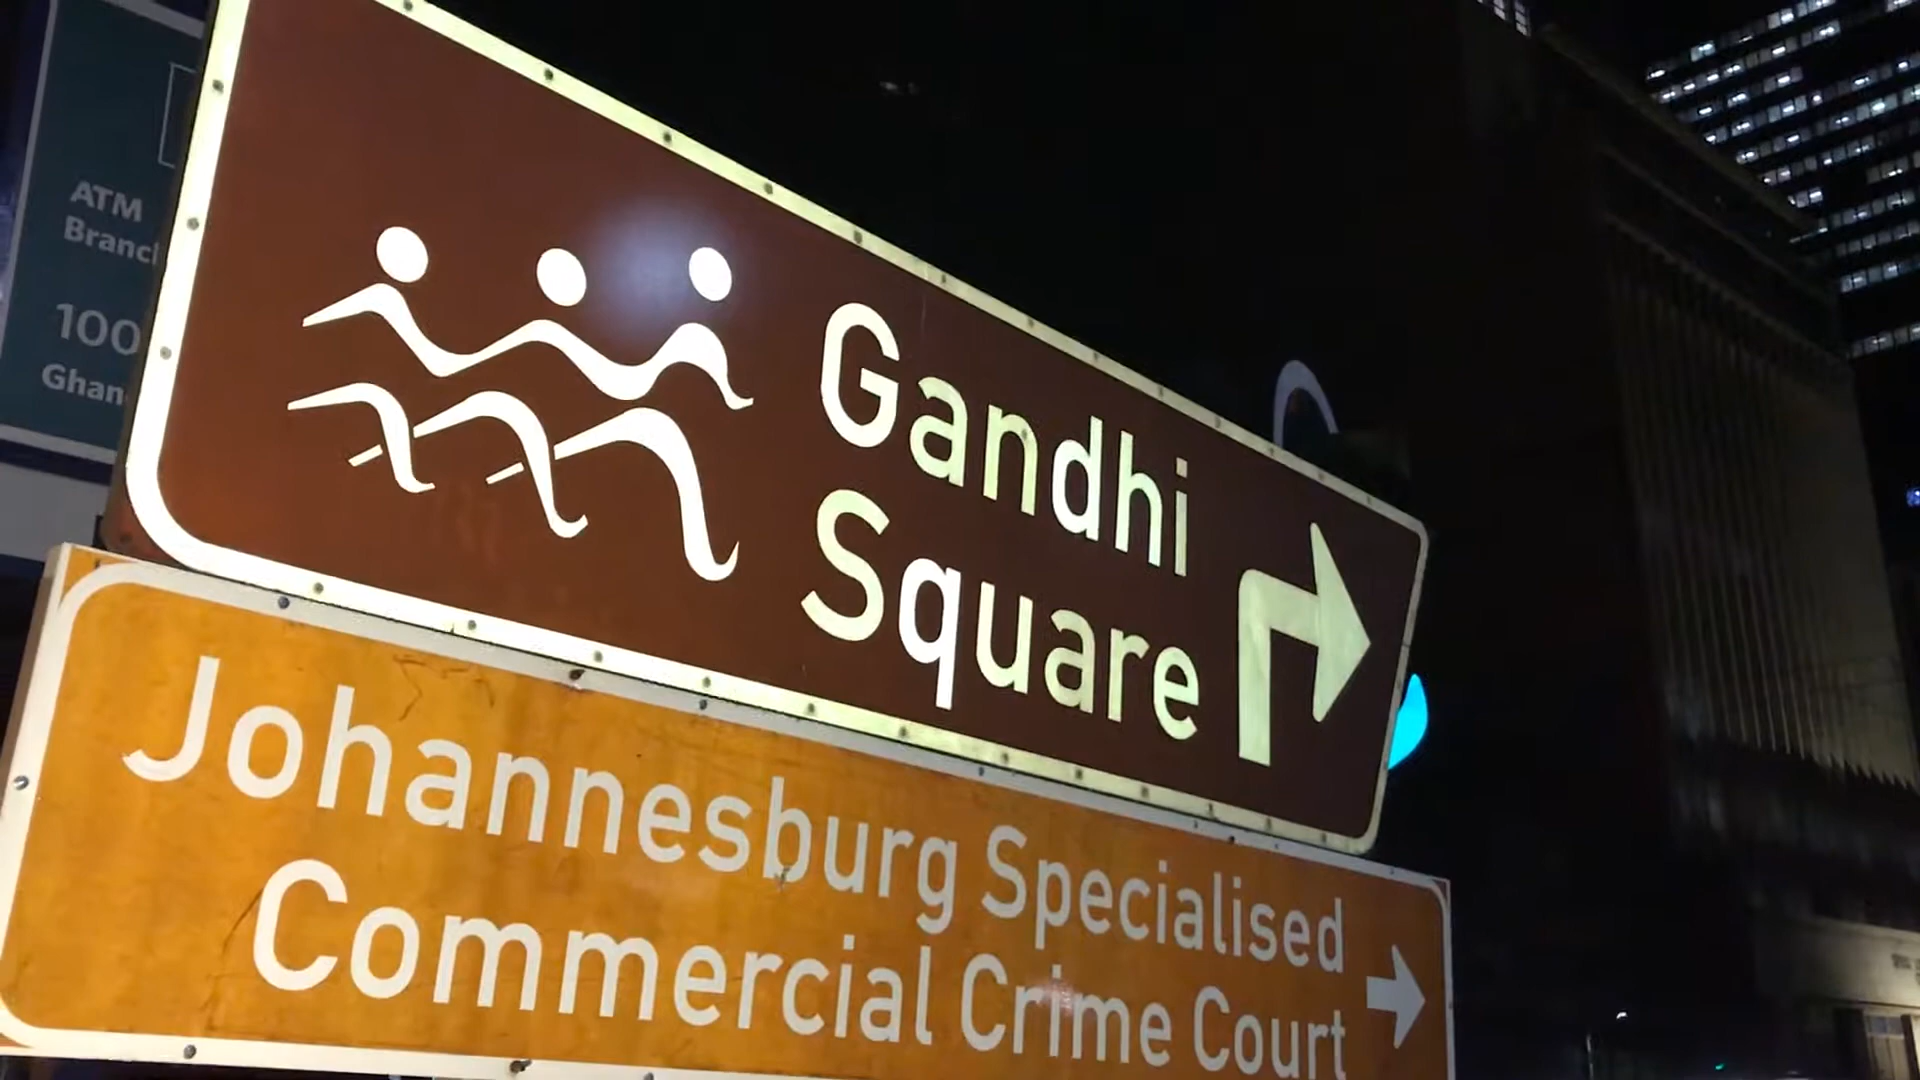 ATM
100
Gandhi
Square
Johannesburg Specialised
Commercial Crime Court